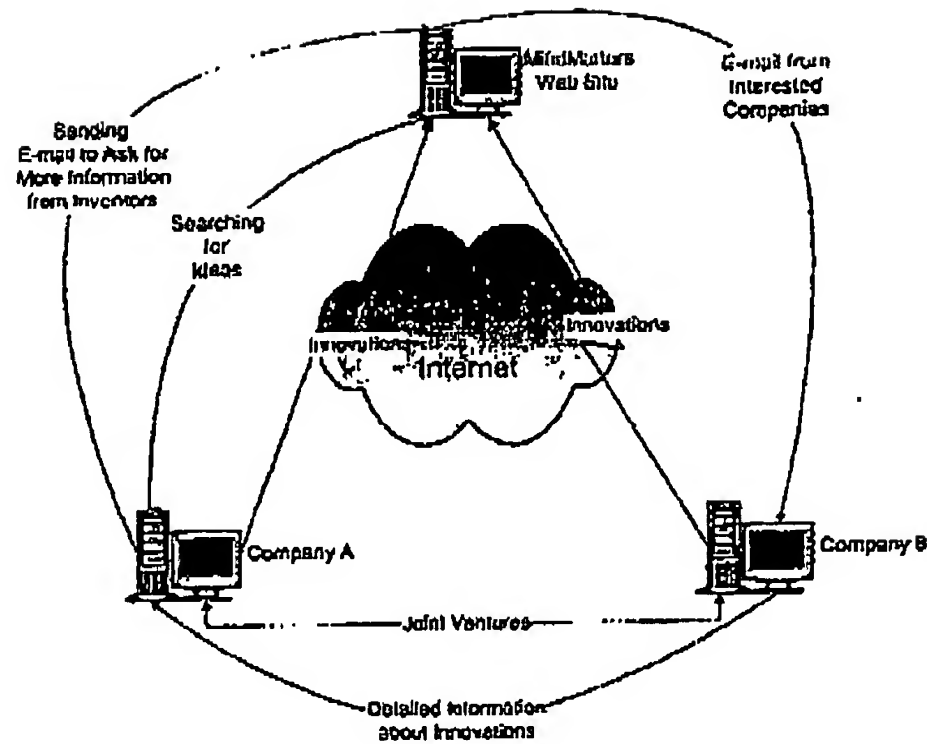 Web Site
E-mail from
Interested
Companies
Sending
E-mail to Ask for
More Information
from Inventors
Searching
for
Ideas
Innovations
Innovations
Internet
Company A
Company B
Joint Ventures
Detailed Information
about Innovations